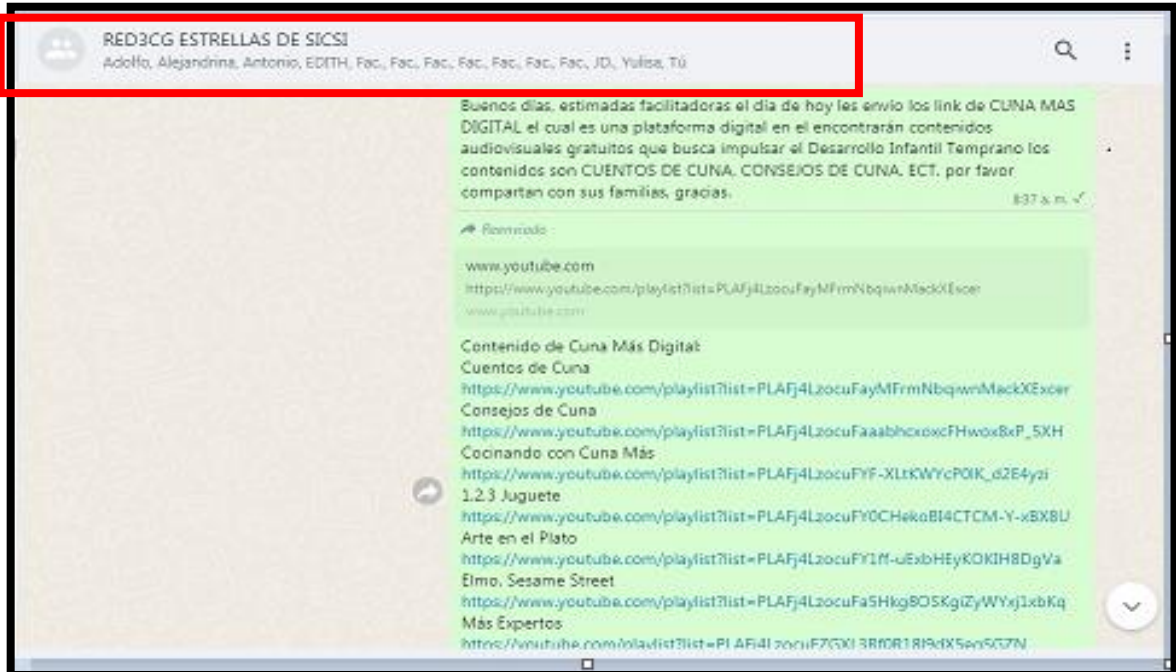 RED3CG ESTRELLAS DE SICSI
Adolfo, Alejandrina, Antonio, EDITH, Fac., Fac., Fac., Fac., Fac., Fac., Fac., JD., Yulisa, Tú
Buenos días, estimadas facilitadoras el día de hoy les envío los link de CUNA MAS
DIGITAL el cual es una plataforma digital en el encontrarán contenidos
audiovisuales gratuitos que busca impulsar el Desarrollo Infantil Temprano los
contenidos son CUENTOS DE CUNA, CONSEJOS DE CUNA, ECT, por favor
compartan con sus familias, gracias.
8:37 a. m.
Reenviado
www.youtube.com
https://www.youtube.com/playlist?list=PLAFj4LzocuFayMFrmNbqiwnMackXExcer
www.youtube.com
Contenido de Cuna Más Digital:
Cuentos de Cuna
https://www.youtube.com/playlist?list=PLAFj4LzocuFayMFrmNbqiwnMackXExcer
Consejos de Cuna
https://www.youtube.com/playlist?list=PLAFj4LzocuFaaabhcxoxcFHwox8xP_5XH
Cocinando con Cuna Más
https://www.youtube.com/playlist?list=PLAFj4LzocuFYF-XLtKWYcP0IK_d2E4yzi
1,2,3 Juguete
https://www.youtube.com/playlist?list=PLAFj4LzocuFY0CHekoBI4CTCM-Y-xBX8U
Arte en el Plato
https://www.youtube.com/playlist?list=PLAFj4LzocuFY1ff-uExbHEyKOKIH8DgVa
Elmo, Sesame Street
https://www.youtube.com/playlist?list=PLAFj4LzocuFa5HkgBOSKgiZyWYxj1xbKq
Más Expertos